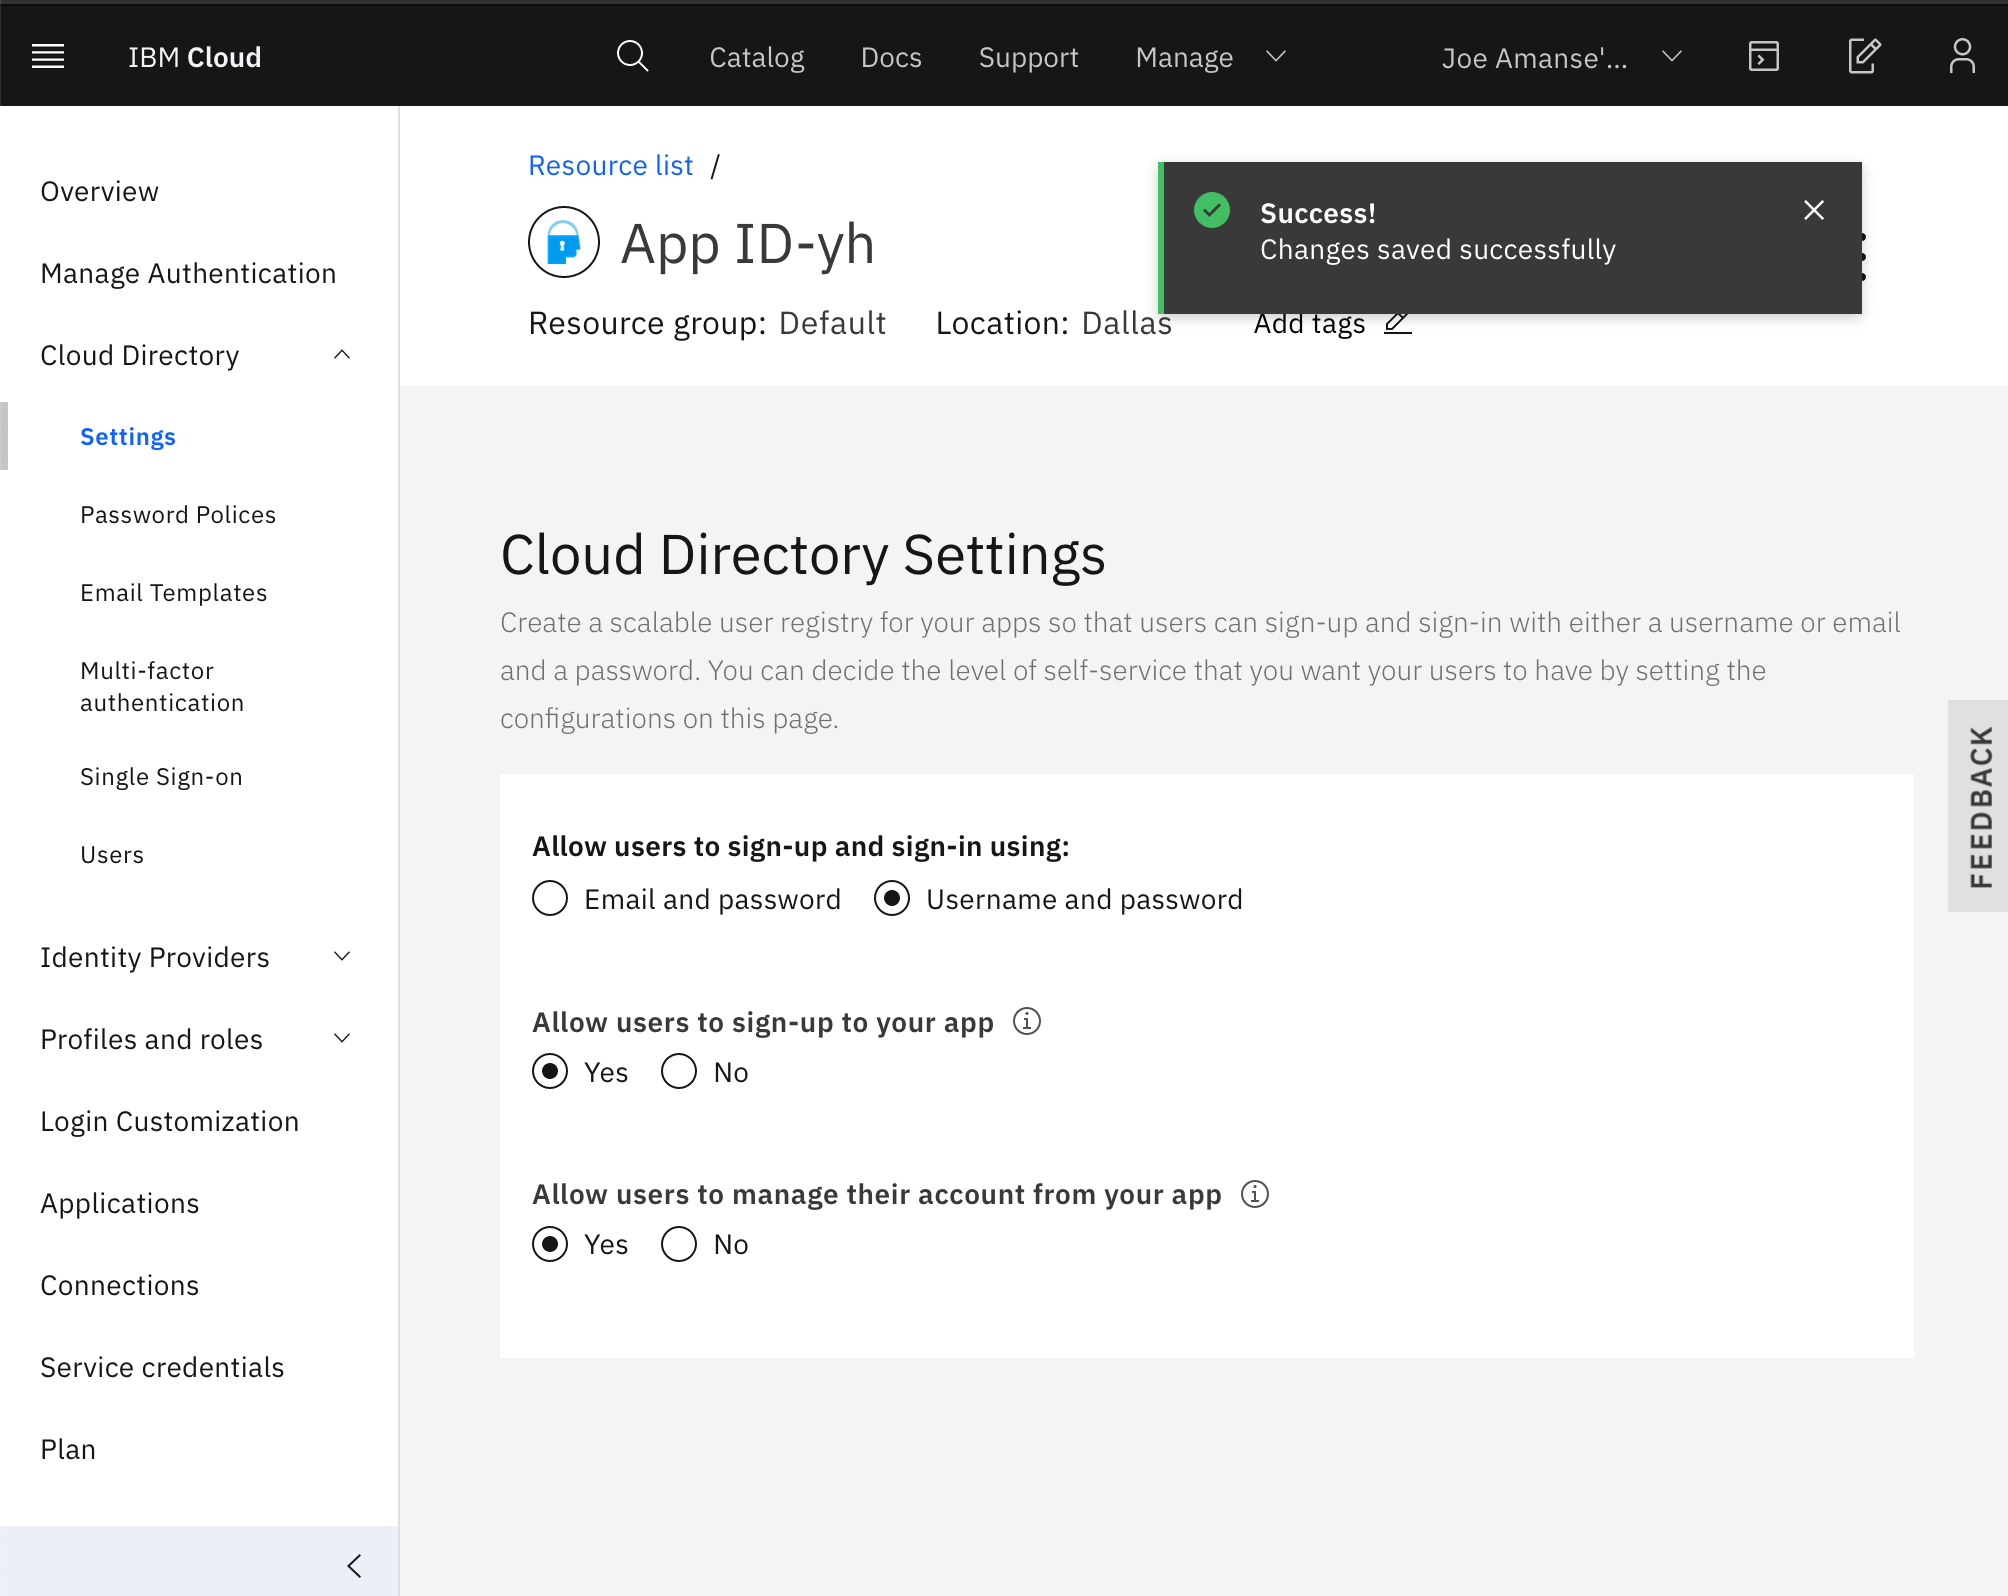 IBM Cloud
Catalog
Docs
Support
Manage
Joe Amanse'...
Overview
Manage Authentication
Cloud Directory
Settings
Password Polices
Email Templates
Multi-factor
authentication
Single Sign-on
Users
Identity Providers
Profiles and roles
Login Customization
Applications
Connections
Service credentials
Plan
Resource list /
App ID-yh
Resource group: Default
Location: Dallas
Add tags
Success!
Changes saved successfully
Cloud Directory Settings
Create a scalable user registry for your apps so that users can sign-up and sign-in with either a username or email
and a password. You can decide the level of self-service that you want your users to have by setting the
configurations on this page.
Allow users to sign-up and sign-in using:
Email and password
Username and password
Allow users to sign-up to your app
Yes
No
Allow users to manage their account from your app
Yes
No
FEEDBACK